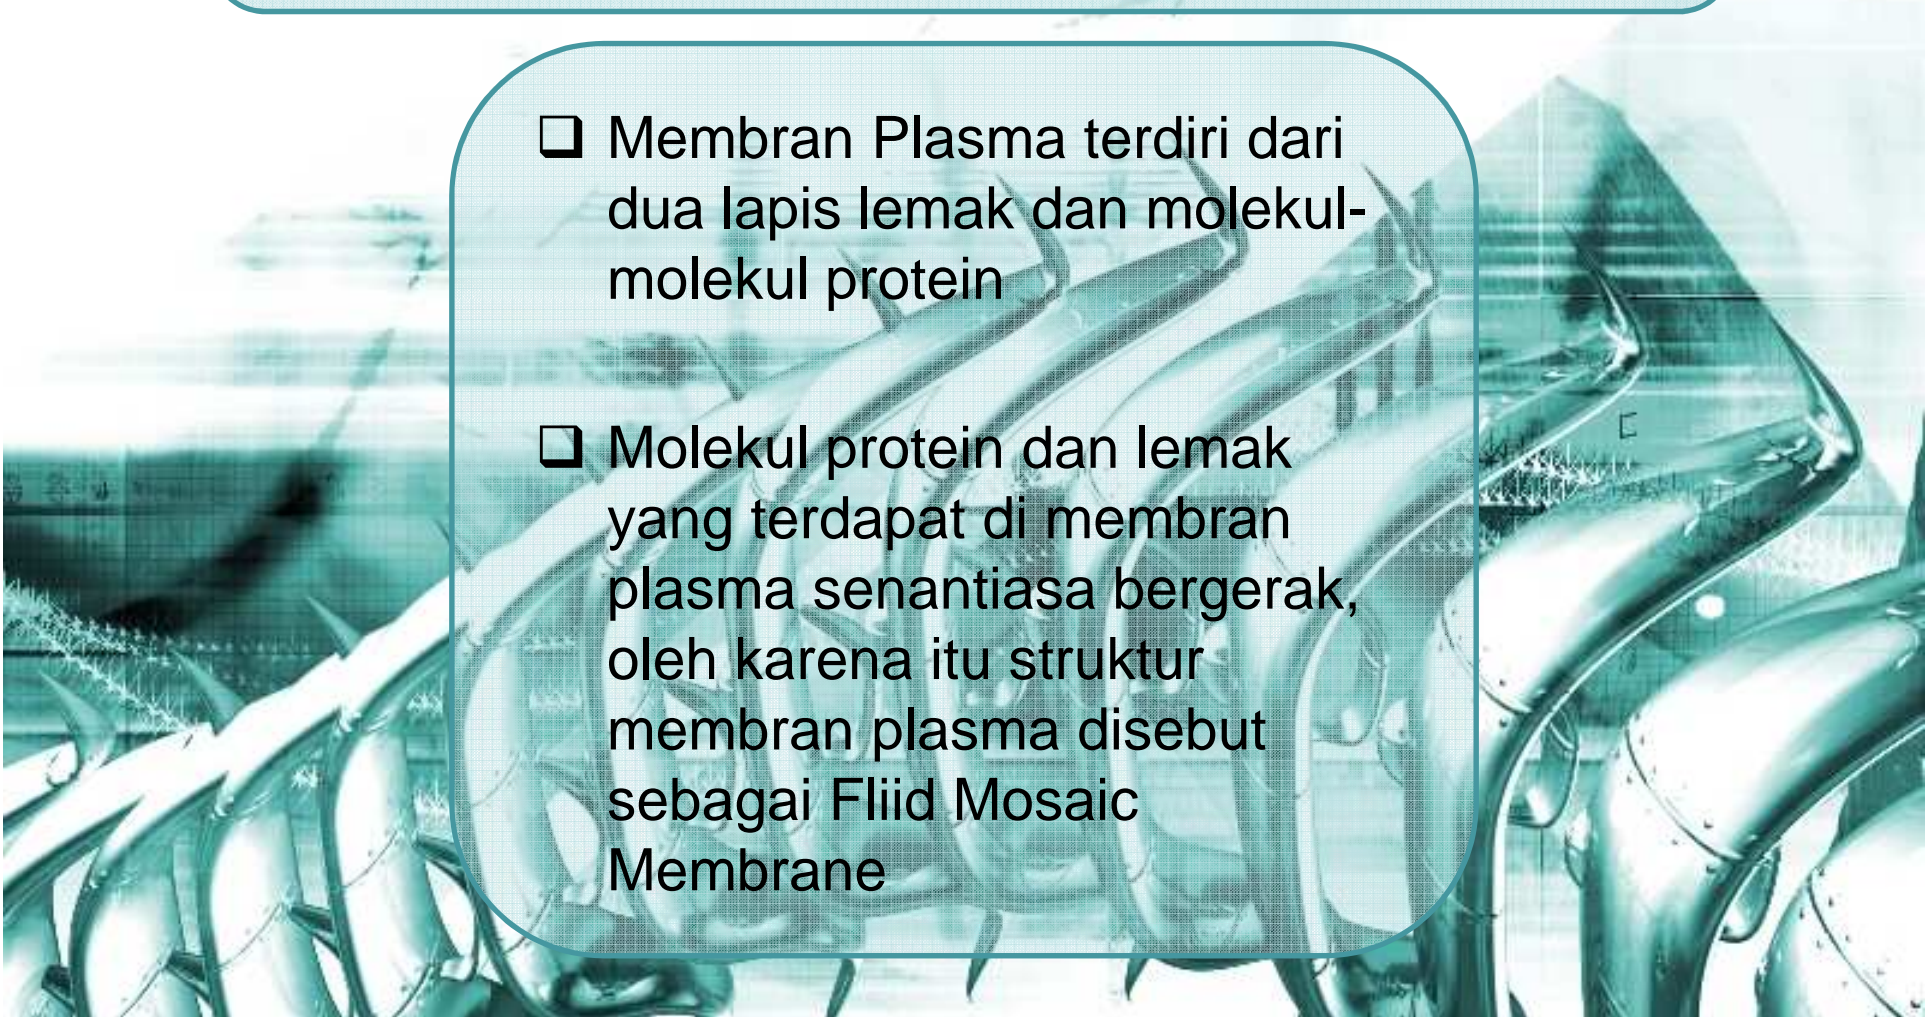 ❑ Membran Plasma terdiri dari
dua lapis lemak dan molekul-
molekul protein
❑ Molekul protein dan lemak
yang terdapat di membran
plasma senantiasa bergerak,
oleh karena itu struktur
membran plasma disebut
sebagai Fliid Mosaic
Membrane